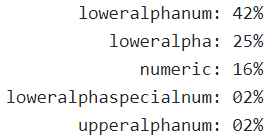 loweralphanum: 42%
loweralpha: 25%
numeric: 16%
loweralphaspecialnum: 02%
upperalphanum: 02%